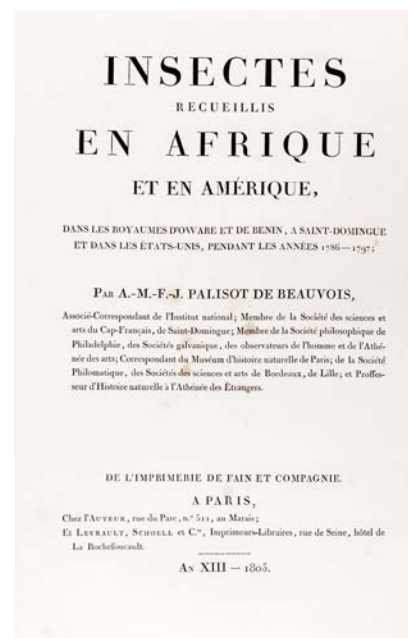 INSECTES
RECUEILLIS
EN AFRIQUE
ET EN AMÉRIQUE,
DANS LES ROYAUMES D'OWARE ET DE BENIN, A SAINT-DOMINGUE
ET DANS LES ÉTATS-UNIS, PENDANT LES ANNÉES 1786—1797;
PAR A.-M.-F.-J. PALISOT DE BEAUVOIS,
Associé-Correspondant de l'Institut national; Membre de la Société des sciences et
arts du Cap-Français, de Saint-Domingue; Membre de la Société philosophique de
Philadelphie, des Sociétés galvanique, des observateurs de l'homme et de l'Athé-
née des arts; Correspondant du Muséum d'histoire naturelle de Paris; de la Société
Philomatique, des Sociétés des sciences et arts de Bordeaux, de Lille; et Profes-
seur d'Histoire naturelle à l'Athénée des Étrangers.
DE L'IMPRIMERIE DE FAIN ET COMPAGNIE.
A PARIS,
Chez l'AUTEUR, rue du Parc, n.º 511, au Marais;
Et LEVRAULT, SCHOELL et C.ie, Imprimeurs-Libraires, rue de Seine, hôtel de
La Rochefoucault.
AN XIII — 1805.